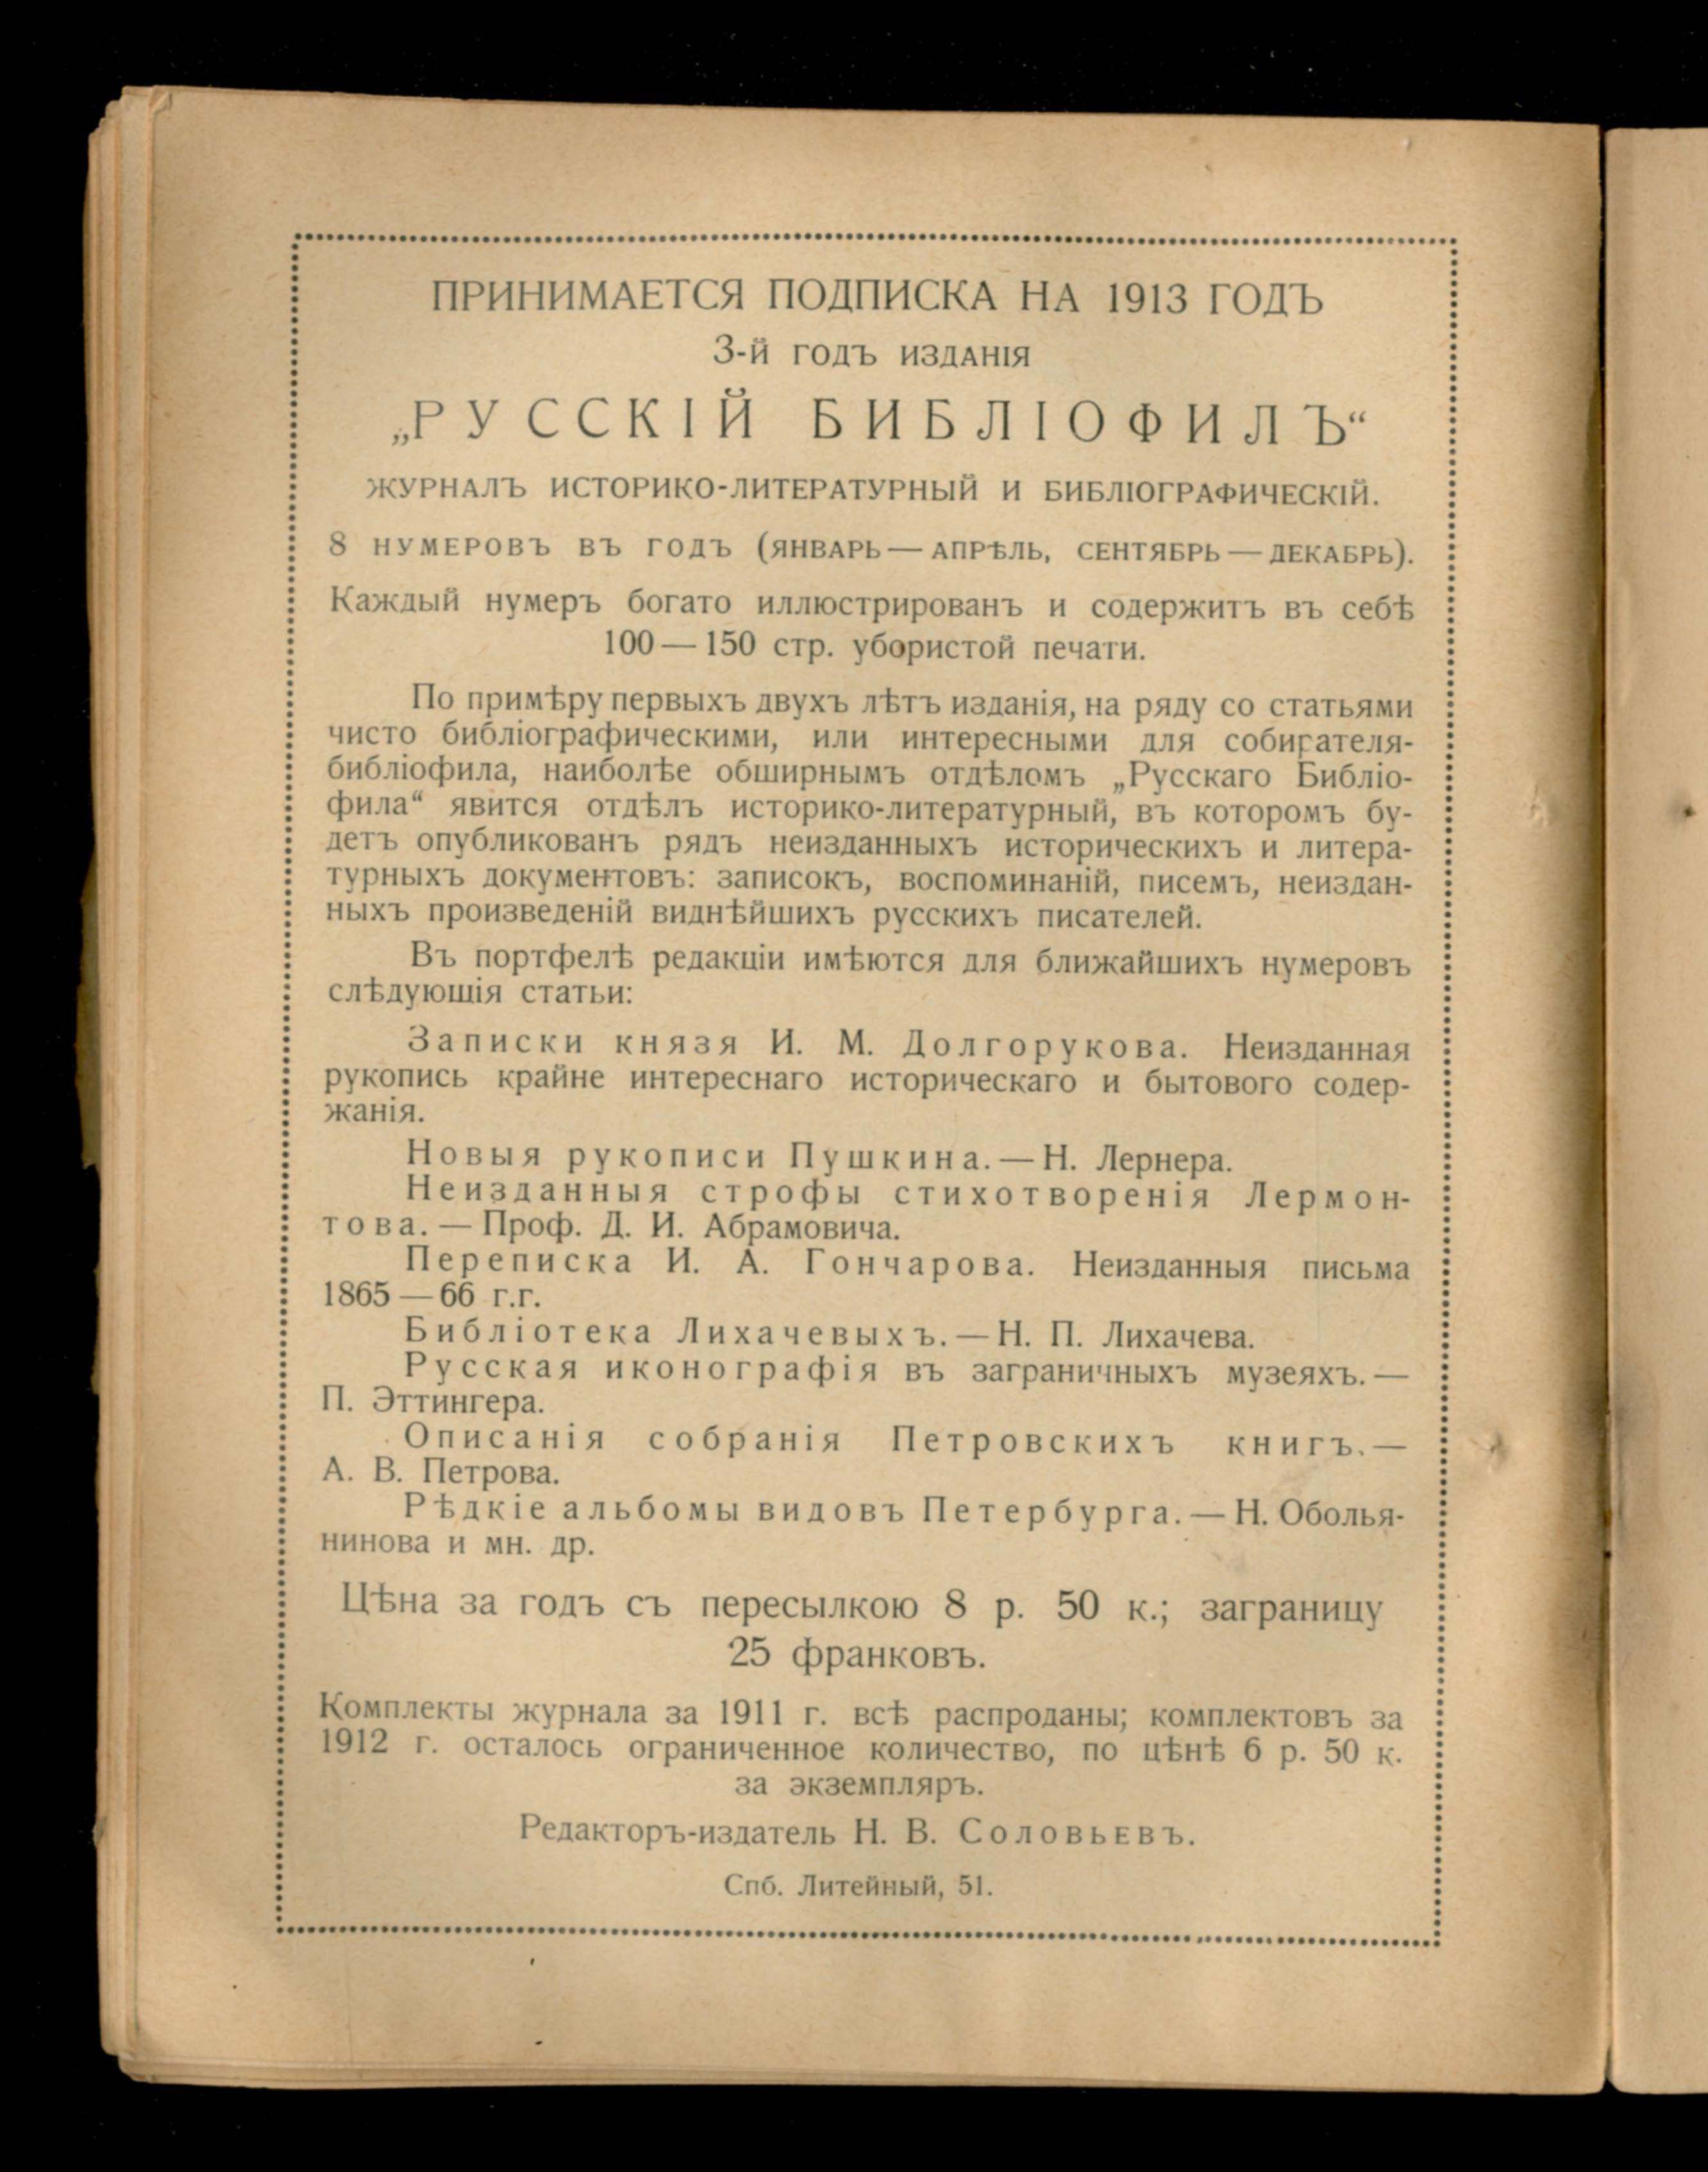 ПРИНИМАЕТСЯ ПОДПИСКА НА 1913 ГОДЪ
3-й ГОДЪ ИЗДАНІЯ
„РУССКІЙ БИБЛІОФИЛЪ“
ЖУРНАЛЪ ИСТОРИКО-ЛИТЕРАТУРНЫЙ И БИБЛІОГРАФИЧЕСКІЙ.
8 НУМЕРОВЪ ВЪ ГОДЪ (ЯНВАРЬ — АПРѢЛЬ, СЕНТЯБРЬ — ДЕКАБРЬ).
Каждый нумеръ богато иллюстрированъ и содержитъ въ себѣ
100 — 150 стр. убористой печати.
По примѣру первыхъ двухъ лѣтъ изданія, на ряду со статьями
чисто библіографическими, или интересными для собирателя-
библіофила, наиболѣе обширнымъ отдѣломъ „Русскаго Библіо-
фила“ явится отдѣлъ историко-литературный, въ которомъ бу-
детъ опубликованъ рядъ неизданныхъ историческихъ и литера-
турныхъ документовъ: записокъ, воспоминаній, писемъ, неиздан-
ныхъ произведеній виднѣйшихъ русскихъ писателей.
Въ портфелѣ редакціи имѣются для ближайшихъ нумеровъ
слѣдующія статьи:
Записки князя И. М. Долгорукова. Неизданная
рукопись крайне интереснаго историческаго и бытового содер-
жанія.
Новыя рукописи Пушкина. — Н. Лернера.
Неизданныя строфы стихотворенія Лермон-
това. — Проф. Д. И. Абрамовича.
Переписка И. А. Гончарова. Неизданныя письма
1865 — 66 г.г.
Библіотека Лихачевыхъ. — Н. П. Лихачева.
Русская иконографія въ заграничныхъ музеяхъ. —
П. Эттингера.
Описанія собранія Петровскихъ книгъ. —
А. В. Петрова.
Рѣдкіе альбомы видовъ Петербурга. — Н. Оболья-
нинова и мн. др.
Цѣна за годъ съ пересылкою 8 р. 50 к.; заграницу
25 франковъ.
Комплекты журнала за 1911 г. всѣ распроданы; комплектовъ за
1912 г. осталось ограниченное количество, по цѣнѣ 6 р. 50 к.
за экземпляръ.
Редакторъ-издатель Н. В. Соловьевъ.
Спб. Литейный, 51.